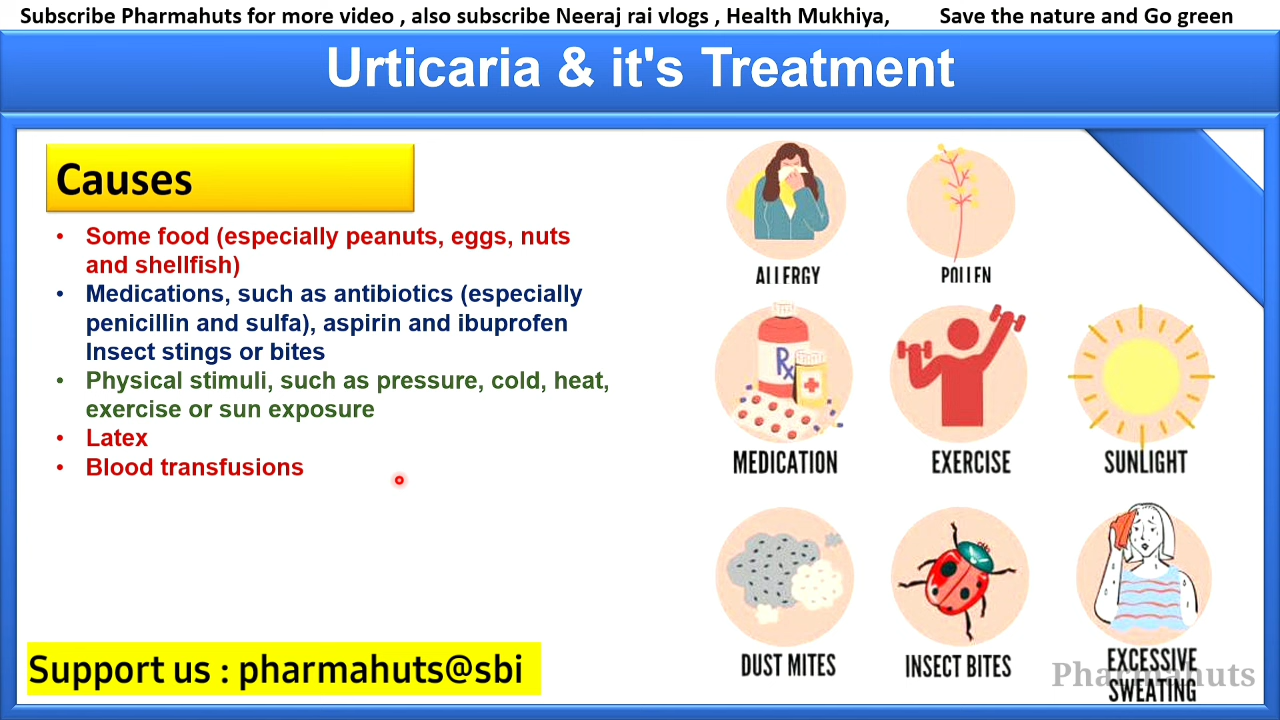 Subscribe Pharmahuts for more video , also subscribe Neeraj rai vlogs , Health Mukhiya, Save the nature and Go green
Urticaria & it's Treatment
Causes
• Some food (especially peanuts, eggs, nuts
and shellfish)
• Medications, such as antibiotics (especially
penicillin and sulfa), aspirin and ibuprofen
Insect stings or bites
• Physical stimuli, such as pressure, cold, heat,
exercise or sun exposure
• Latex
• Blood transfusions
ALLERGY
POLLEN
Rx
MEDICATION
EXERCISE
SUNLIGHT
DUST MITES
INSECT BITES
EXCESSIVE
SWEATING
Pharmahuts
Support us : pharmahuts@sbi